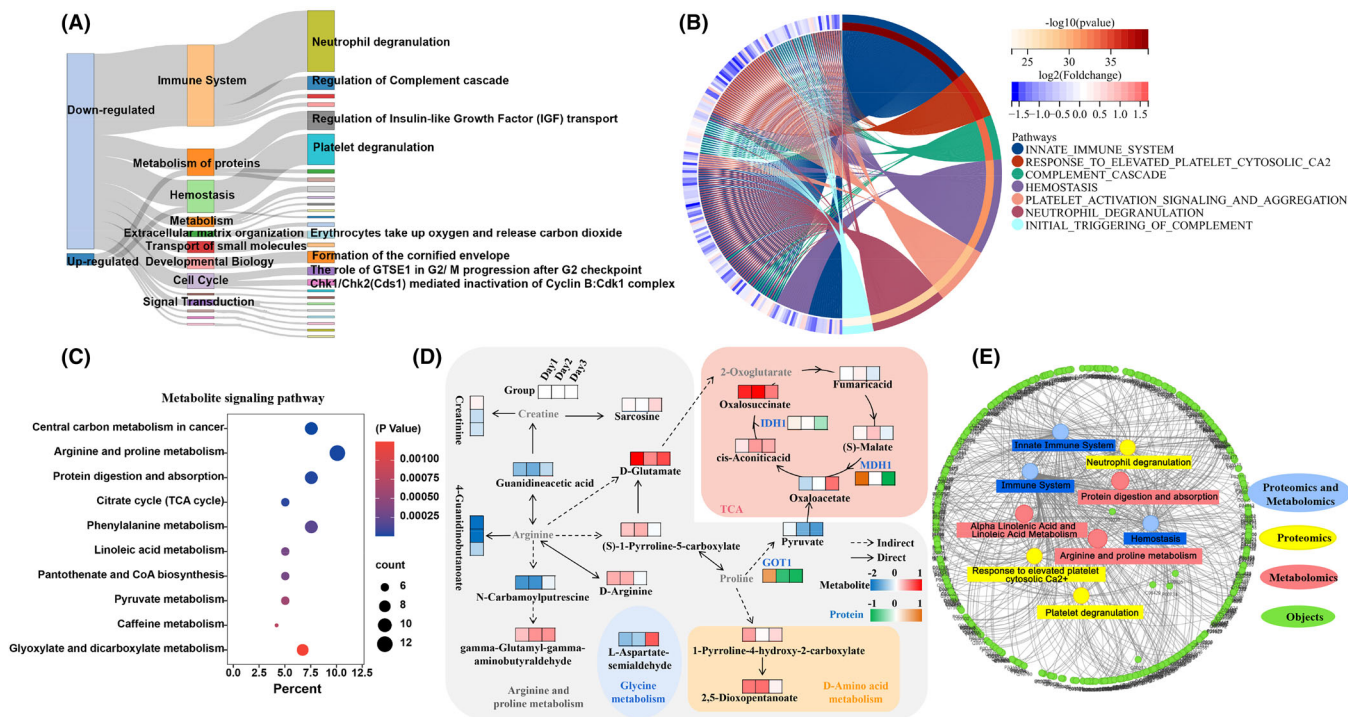 (A)
Down-regulated
Up-regulated
Immune System
Metabolism of proteins
Hemostasis
Metabolism
Extracellular matrix organization
Transport of small molecules
Developmental Biology
Cell Cycle
Signal Transduction
Neutrophil degranulation
Regulation of Complement cascade
Regulation of Insulin-like Growth Factor (IGF) transport
Platelet degranulation
Erythrocytes take up oxygen and release carbon dioxide
Formation of the cornified envelope
The role of GTSE1 in G2/ M progression after G2 checkpoint
Chk1/Chk2(Cds1) mediated inactivation of Cyclin B:Cdk1 complex
(B)
-log10(pvalue)
25 30 35
log2(Foldchange)
−1.5 −1.0 −0.5 0.0 0.5 1.0 1.5
Pathways
INNATE_IMMUNE_SYSTEM
RESPONSE_TO_ELEVATED_PLATELET_CYTOSOLIC_CA2
COMPLEMENT_CASCADE
HEMOSTASIS
PLATELET_ACTIVATION_SIGNALING_AND_AGGREGATION
NEUTROPHIL_DEGRANULATION
INITIAL_TRIGGERING_OF_COMPLEMENT
(C)
Metabolite signaling pathway
Central carbon metabolism in cancer
Arginine and proline metabolism
Protein digestion and absorption
Citrate cycle (TCA cycle)
Phenylalanine metabolism
Linoleic acid metabolism
Pantothenate and CoA biosynthesis
Pyruvate metabolism
Caffeine metabolism
Glyoxylate and dicarboxylate metabolism
0.0 2.5 5.0 7.5 10.0 12.5
Percent
(P Value)
0.00100
0.00075
0.00050
0.00025
count
6
8
10
12
(D)
Group
Day1
Day2
Day3
Creatinine
Creatine
Sarcosine
Guanidineacetic acid
D-Glutamate
4-Guanidinobutanoate
Arginine
(S)-1-Pyrroline-5-carboxylate
N-Carbamoylputrescine
D-Arginine
Proline
gamma-Glutamyl-gamma-
aminobutyraldehyde
Arginine and
proline metabolism
L-Aspartate-
semialdehyde
Glycine
metabolism
2-Oxoglutarate
Fumaricacid
Oxalosuccinate
IDH1
(S)-Malate
cis-Aconiticacid
MDH1
Oxaloacetate
TCA
Pyruvate
GOT1
Indirect
Direct
-2 0 1
Metabolite
-1 0 1
Protein
1-Pyrroline-4-hydroxy-2-carboxylate
2,5-Dioxopentanoate
D-Amino acid
metabolism
(E)
Innate Immune System
Neutrophil degranulation
Immune System
Protein digestion and absorption
Alpha Linolenic Acid and
Linoleic Acid Metabolism
Hemostasis
Arginine and proline metabolism
Response to elevated platelet
cytosolic Ca2+
Platelet degranulation
Proteomics and
Metabolomics
Proteomics
Metabolomics
Objects